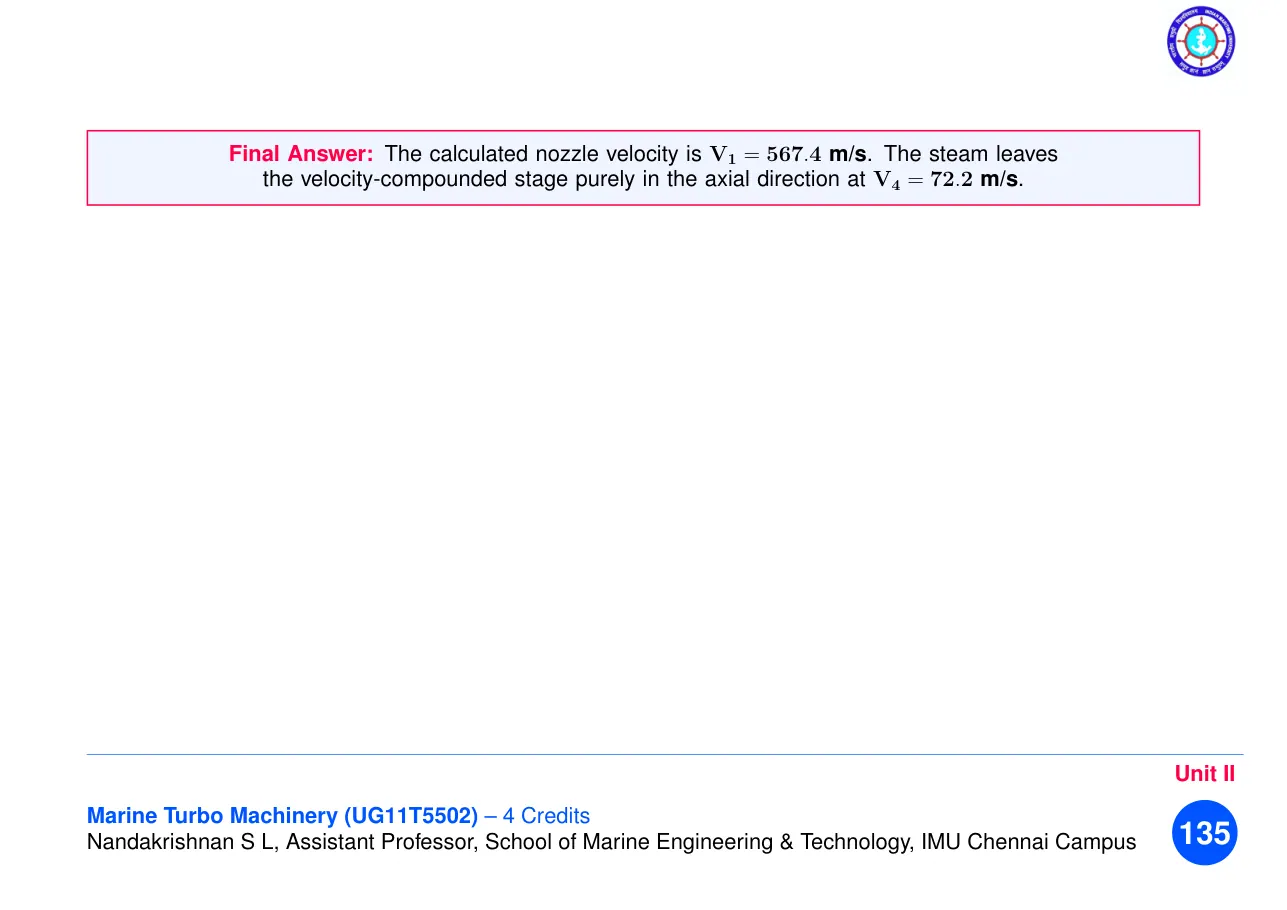 Final Answer: The calculated nozzle velocity is V₁ = 567.4 m/s. The steam leaves
the velocity-compounded stage purely in the axial direction at V₄ = 72.2 m/s.
Unit II
Marine Turbo Machinery (UG11T5502) – 4 Credits
Nandakrishnan S L, Assistant Professor, School of Marine Engineering & Technology, IMU Chennai Campus
135